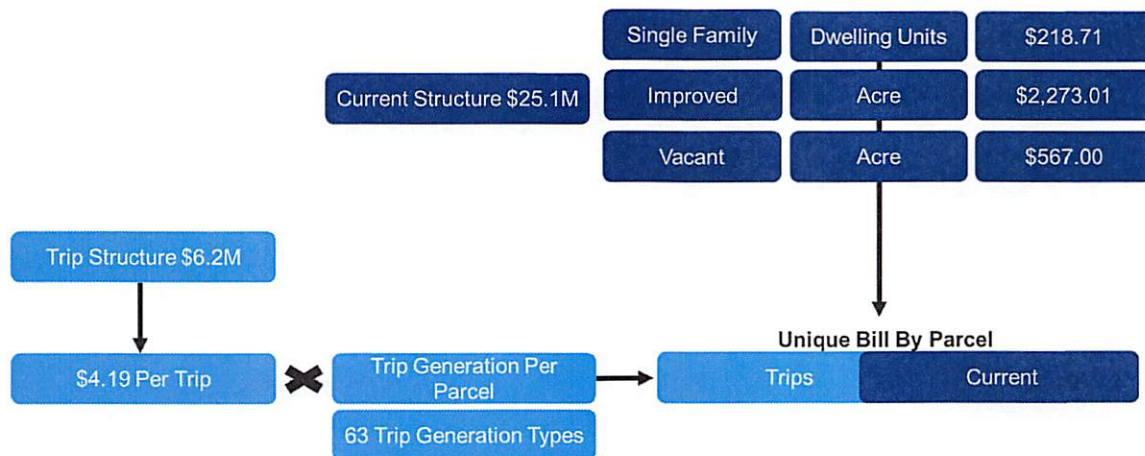 Single Family
Dwelling Units
$218.71
Current Structure $25.1M
Improved
Acre
$2,273.01
Vacant
Acre
$567.00
Trip Structure $6.2M
Unique Bill By Parcel
$4.19 Per Trip
Trip Generation Per
Parcel
Trips
Current
63 Trip Generation Types